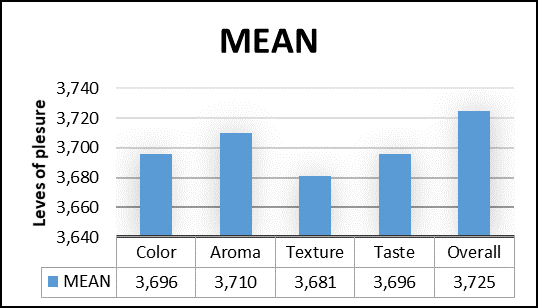 MEAN
Leves of plesure
3,740
3,720
3,700
3,680
3,660
3,640
Color Aroma Texture Taste Overall
MEAN 3,696 3,710 3,681 3,696 3,725